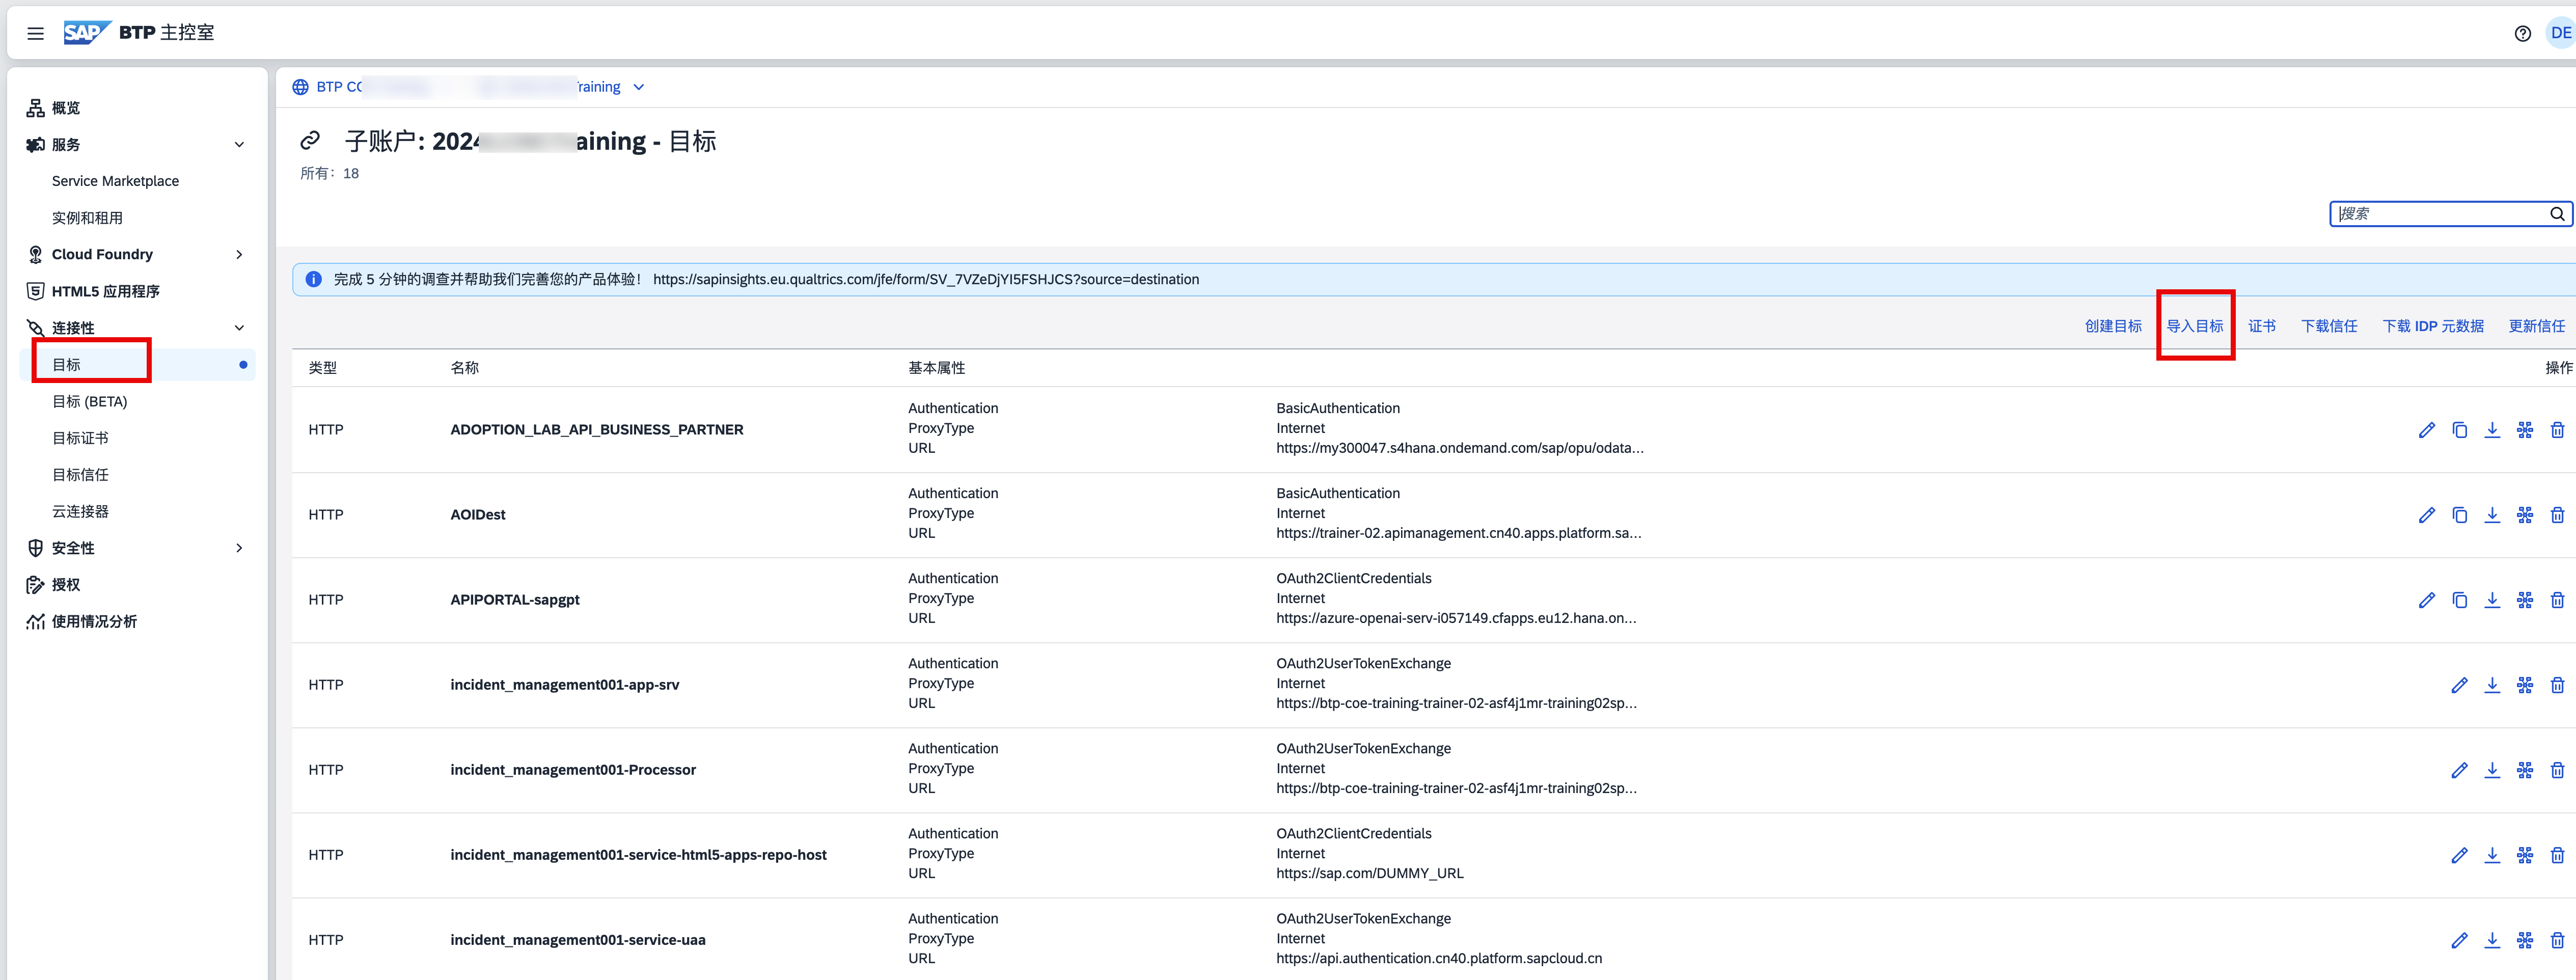 SAP BTP 主控室
DE
概览
服务
Service Marketplace
实例和租用
Cloud Foundry
HTML5 应用程序
连接性
目标
目标 (BETA)
目标证书
目标信任
云连接器
安全性
授权
使用情况分析
BTP
子账户: - 目标
所有: 18
搜索
完成 5 分钟的调查并帮助我们完善您的产品体验! https://sapinsights.eu.qualtrics.com/jfe/form/SV_7VZeDjYI5FSHJCS?source=destination
创建目标 导入目标 证书 下载信任 下载 IDP 元数据 更新信任
类型 名称 基本属性 操作
HTTP ADOPTION_LAB_API_BUSINESS_PARTNER
Authentication BasicAuthentication
ProxyType Internet
URL https://my300047.s4hana.ondemand.com/sap/opu/odata...
HTTP AOIDest
Authentication BasicAuthentication
ProxyType Internet
URL https://trainer-02.apimanagement.cn40.apps.platform.sa...
HTTP APIPORTAL-sapgpt
Authentication OAuth2ClientCredentials
ProxyType Internet
URL https://azure-openai-serv-i057149.cfapps.eu12.hana.on...
HTTP incident_management001-app-srv
Authentication OAuth2UserTokenExchange
ProxyType Internet
URL https://btp-coe-training-trainer-02-asf4j1mr-training02sp...
HTTP incident_management001-Processor
Authentication OAuth2UserTokenExchange
ProxyType Internet
URL https://btp-coe-training-trainer-02-asf4j1mr-training02sp...
HTTP incident_management001-service-html5-apps-repo-host
Authentication OAuth2ClientCredentials
ProxyType Internet
URL https://sap.com/DUMMY_URL
HTTP incident_management001-service-uaa
Authentication OAuth2UserTokenExchange
ProxyType Internet
URL https://api.authentication.cn40.platform.sapcloud.cn